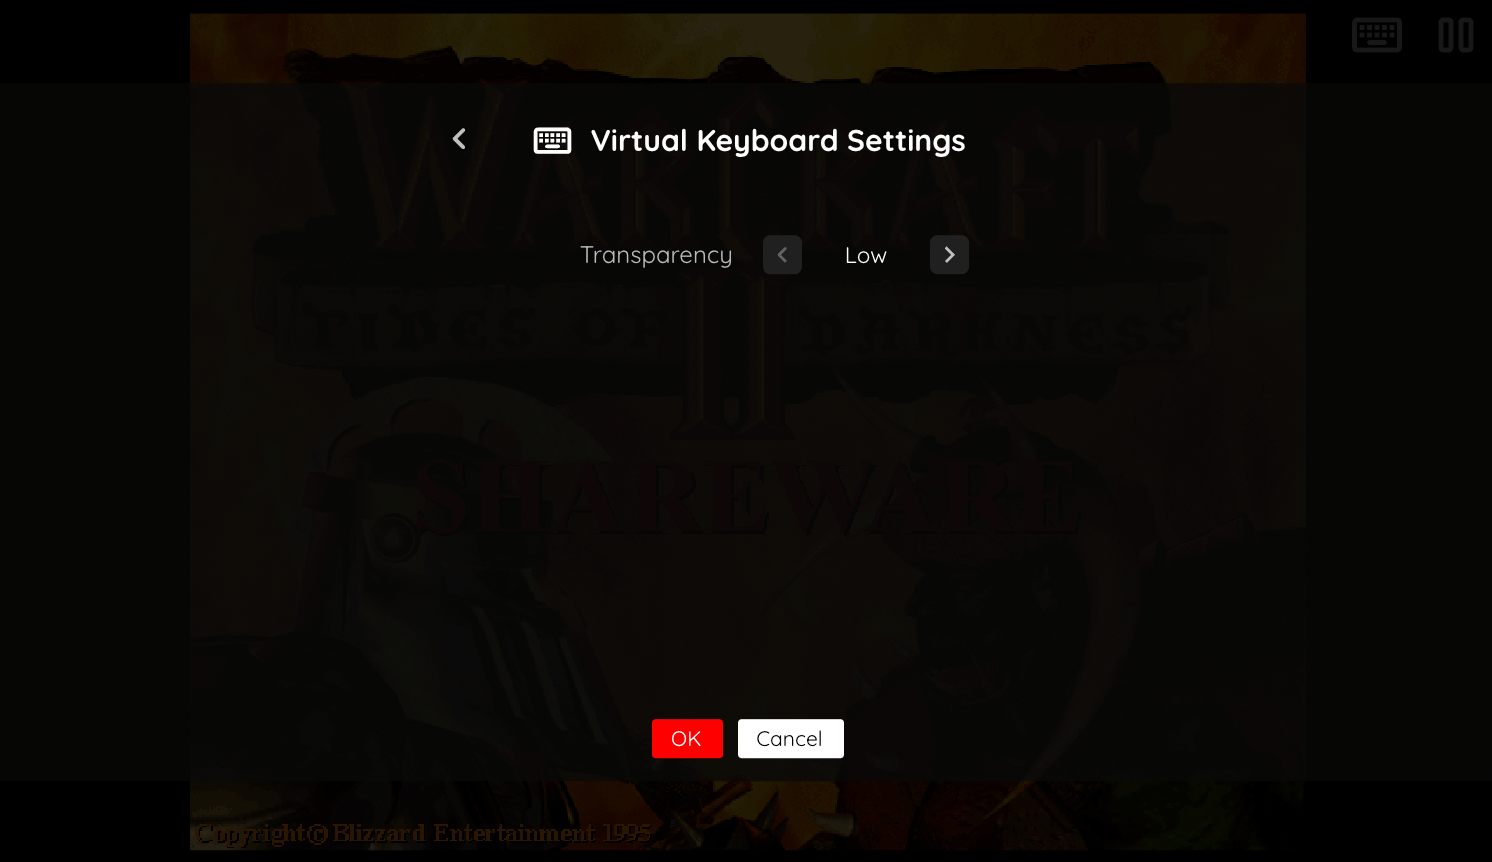 Virtual Keyboard Settings
WARCRAFT
Transparency Low
TIDES OF DARKNESS
II
SHAREWARE
OK Cancel
Copyright © Blizzard Entertainment 1995